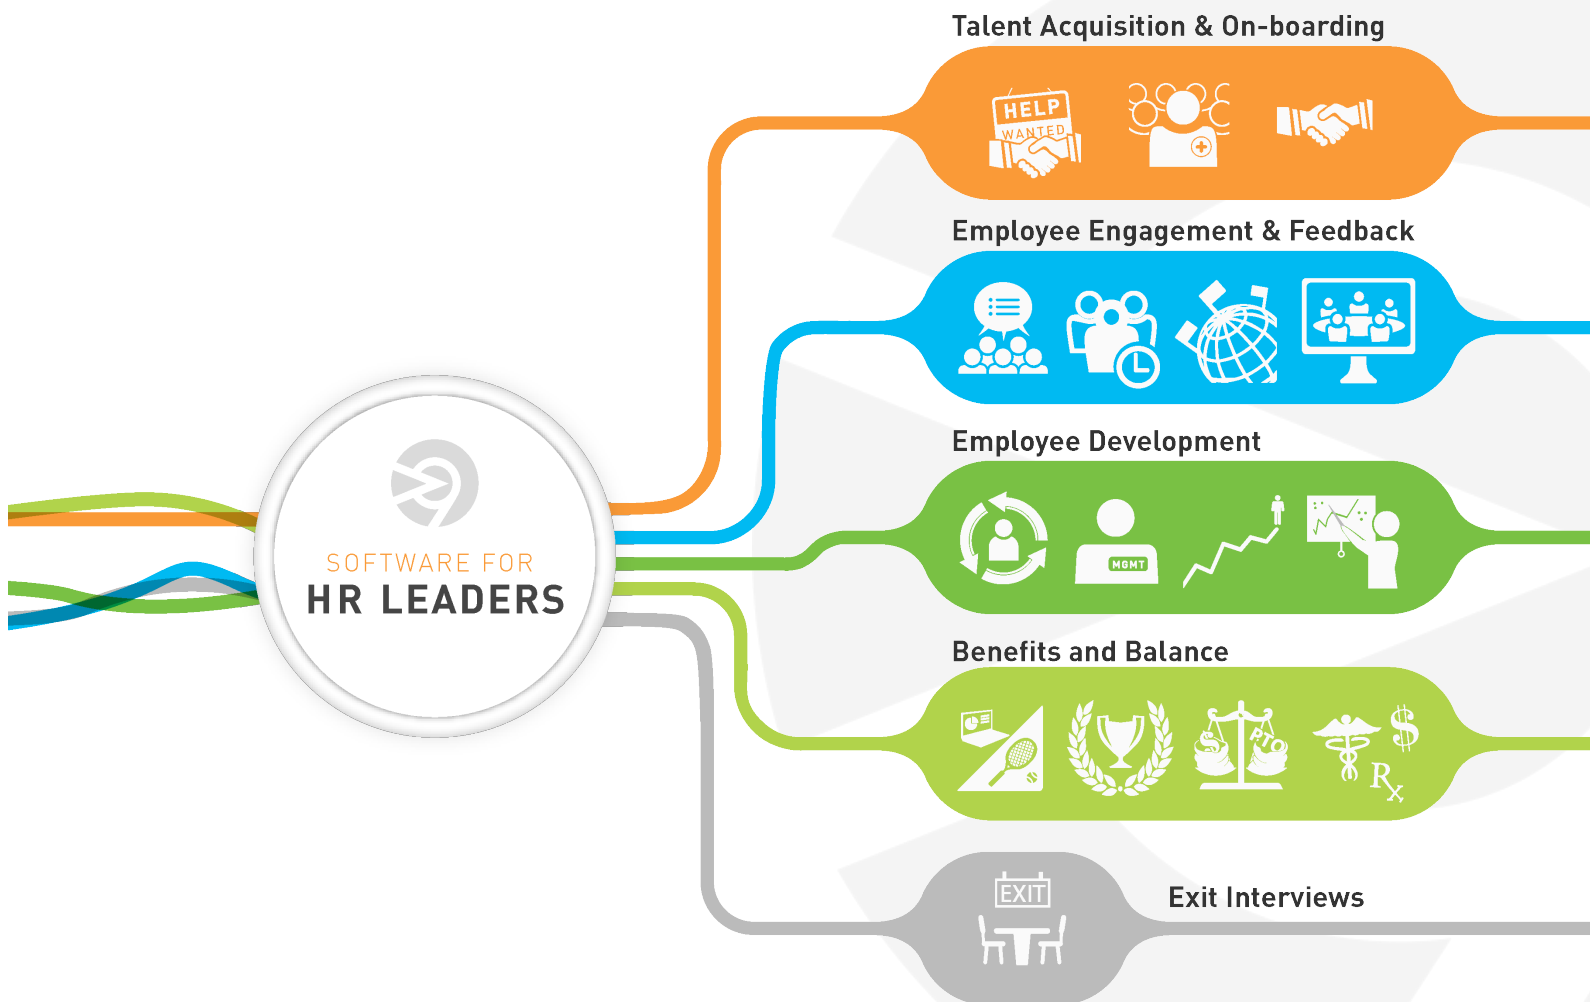 Talent Acquisition & On-boarding
HELP
WANTED
Employee Engagement & Feedback
Employee Development
MGMT
SOFTWARE FOR
HR LEADERS
Benefits and Balance
$
PTO
$
Rx
EXIT
Exit Interviews